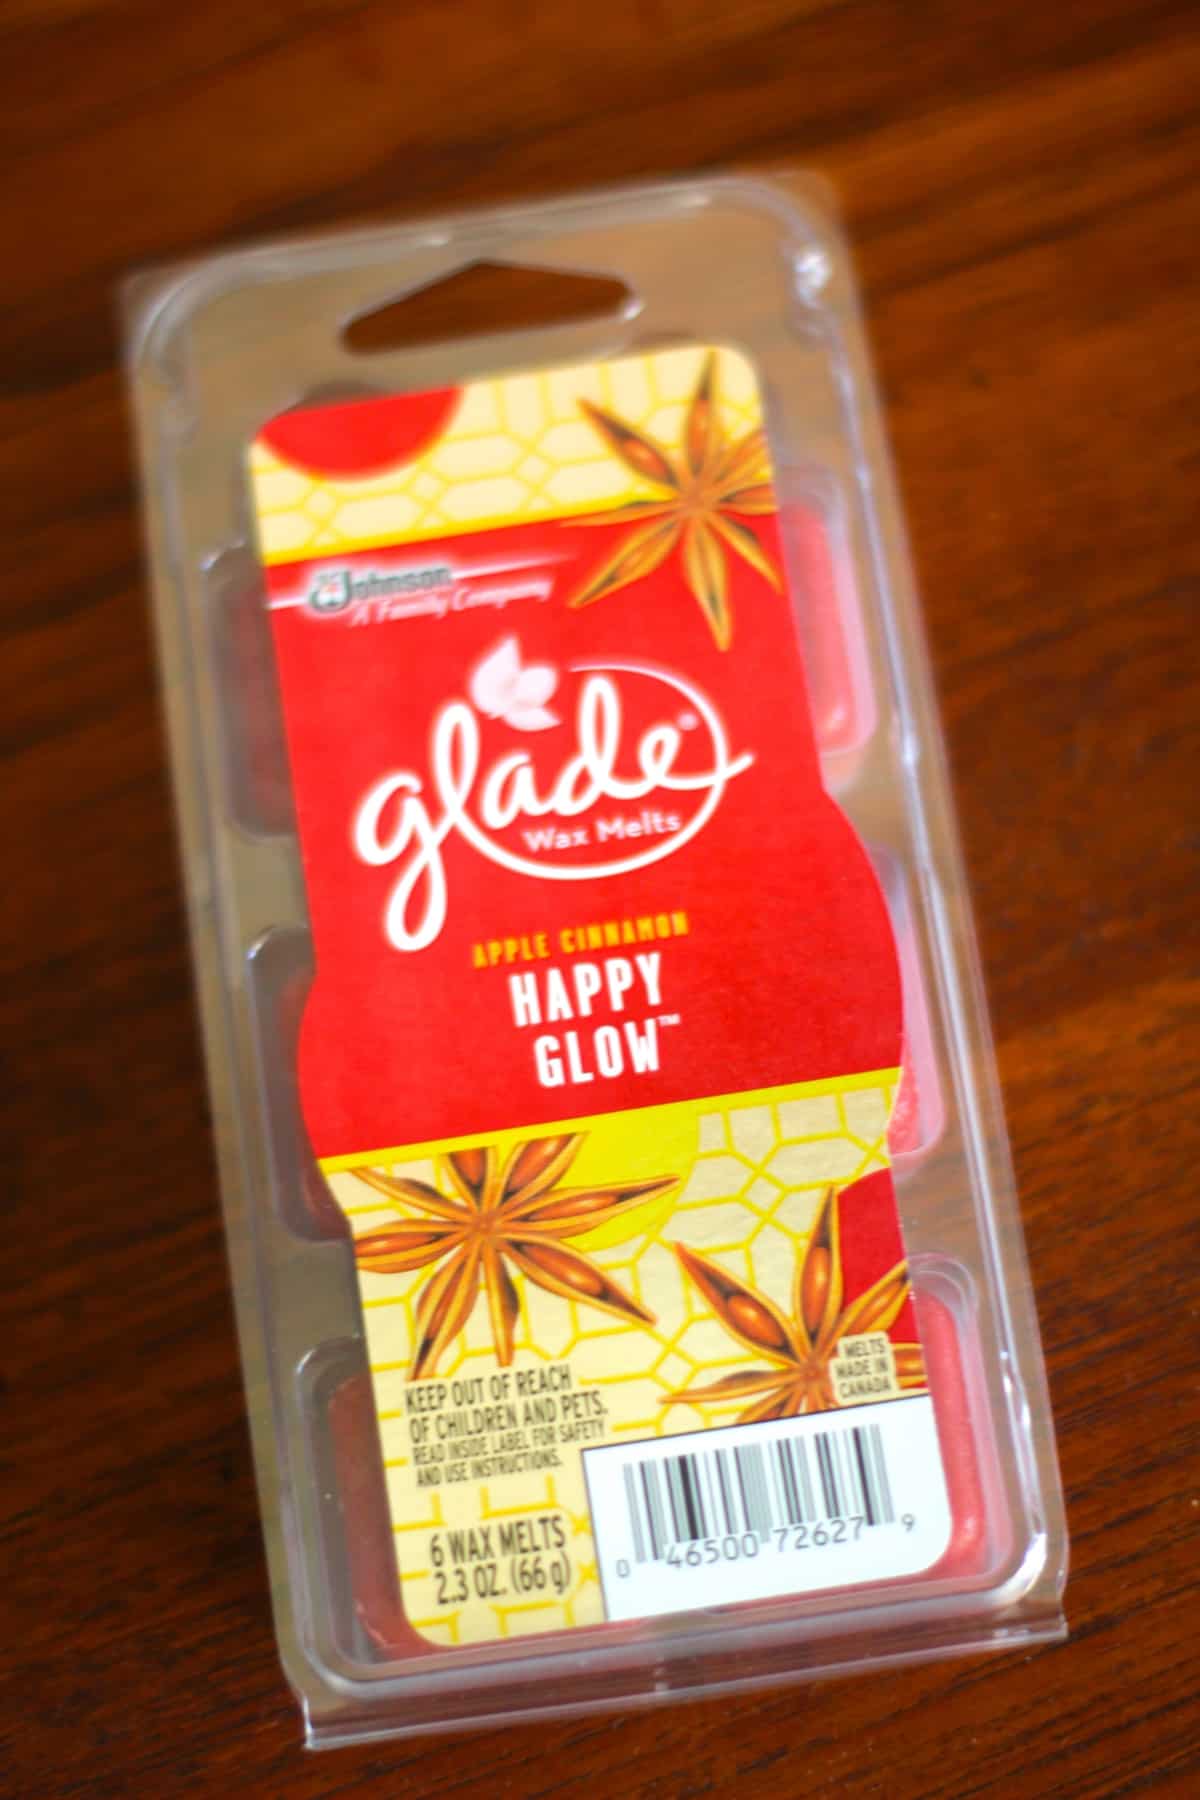 SC Johnson
A Family Company
glade®
Wax Melts
APPLE CINNAMON
HAPPY
GLOW™
MELTS
MADE IN
CANADA
KEEP OUT OF REACH
OF CHILDREN AND PETS.
READ INSIDE LABEL FOR SAFETY
AND USE INSTRUCTIONS.
6 WAX MELTS
2.3 OZ. (66 g)
0 46500 72627 9